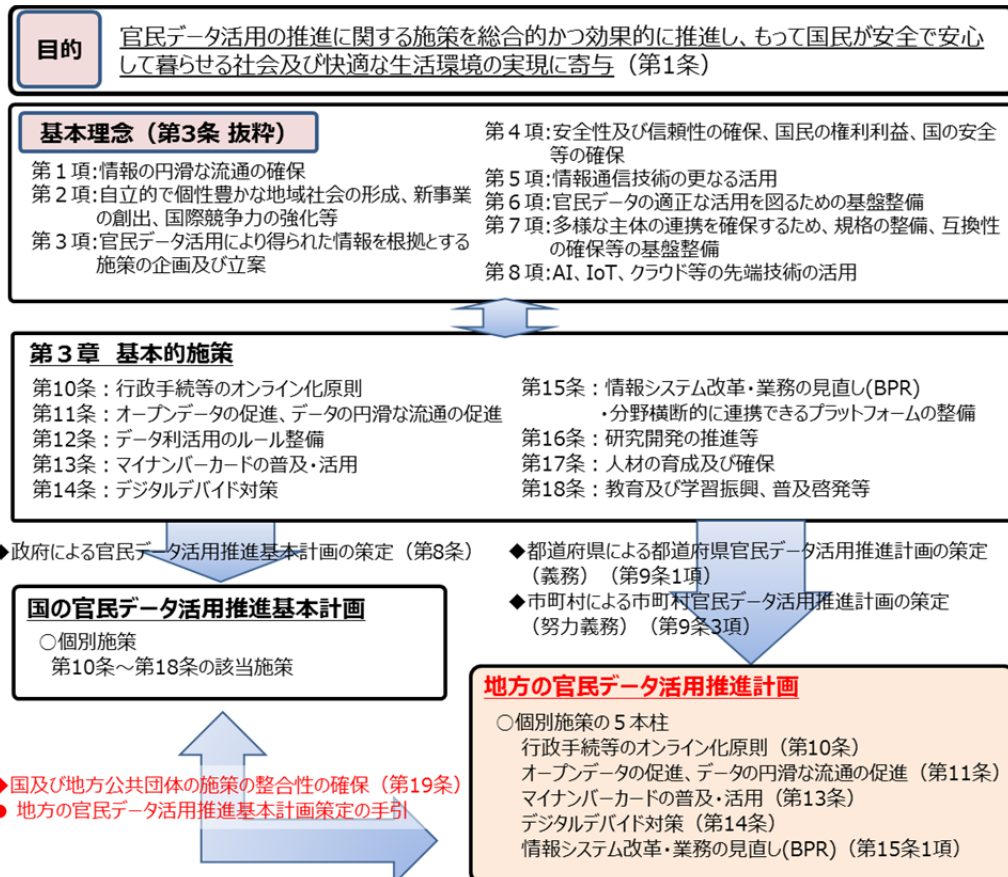 目的
官民データ活用の推進に関する施策を総合的かつ効果的に推進し、もって国民が安全で安心
して暮らせる社会及び快適な生活環境の実現に寄与（第1条）
基本理念（第3条 抜粋）
第１項:情報の円滑な流通の確保
第２項:自立的で個性豊かな地域社会の形成、新事業
の創出、国際競争力の強化等
第３項:官民データ活用により得られた情報を根拠とする
施策の企画及び立案
第４項:安全性及び信頼性の確保、国民の権利利益、国の安全
等の確保
第５項:情報通信技術の更なる活用
第６項:官民データの適正な活用を図るための基盤整備
第７項:多様な主体の連携を確保するため、規格の整備、互換性
の確保等の基盤整備
第８項:AI、IoT、クラウド等の先端技術の活用
第３章 基本的施策
第10条：行政手続等のオンライン化原則
第11条：オープンデータの促進、データの円滑な流通の促進
第12条：データ利活用のルール整備
第13条：マイナンバーカードの普及・活用
第14条：デジタルデバイド対策
第15条：情報システム改革・業務の見直し(BPR)
・分野横断的に連携できるプラットフォームの整備
第16条：研究開発の推進等
第17条：人材の育成及び確保
第18条：教育及び学習振興、普及啓発等
◆政府による官民データ活用推進基本計画の策定（第8条）
◆都道府県による都道府県官民データ活用推進計画の策定
（義務）（第9条1項）
◆市町村による市町村官民データ活用推進計画の策定
（努力義務）（第9条3項）
国の官民データ活用推進基本計画
○個別施策
第10条～第18条の該当施策
地方の官民データ活用推進計画
○個別施策の５本柱
行政手続等のオンライン化原則（第10条）
オープンデータの促進、データの円滑な流通の促進（第11条）
マイナンバーカードの普及・活用（第13条）
デジタルデバイド対策（第14条）
情報システム改革・業務の見直し(BPR)（第15条1項）
◆国及び地方公共団体の施策の整合性の確保（第19条）
● 地方の官民データ活用推進基本計画策定の手引